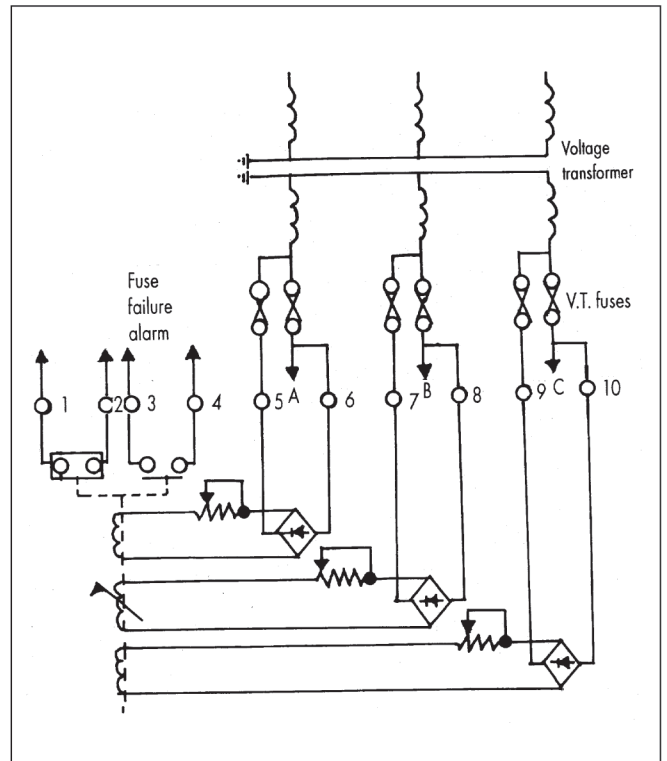 Voltage
transformer
Fuse
failure
alarm
V.T. fuses
1 2 3 4 5 A 6 7 B 8 9 C 10